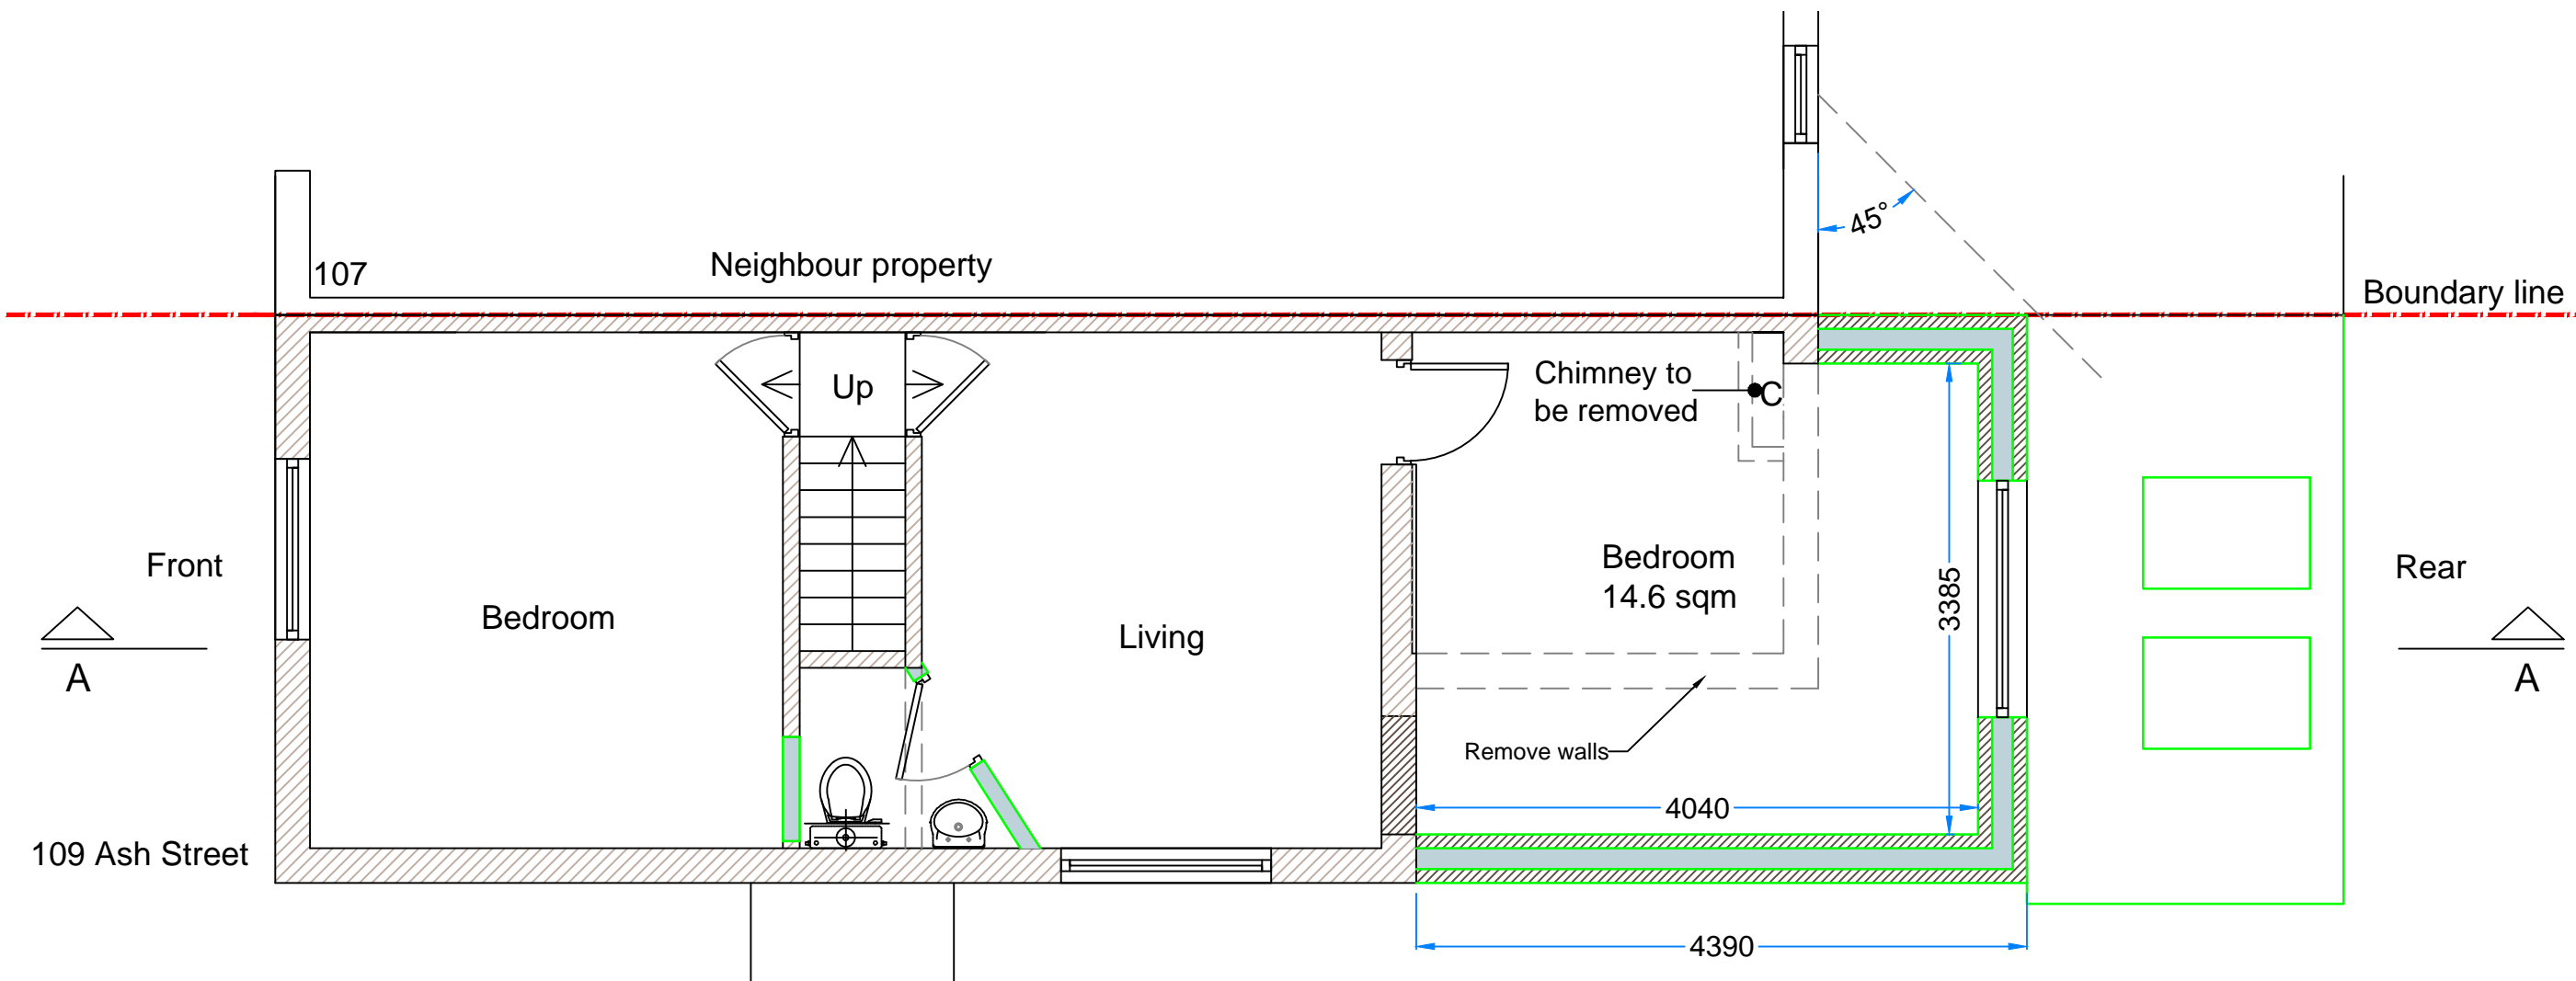 45°
107
Neighbour property
Boundary line
Up
Chimney to
be removed
C
Front
Bedroom
14.6 sqm
3385
Rear
Bedroom
Living
A
A
Remove walls
4040
109 Ash Street
4390